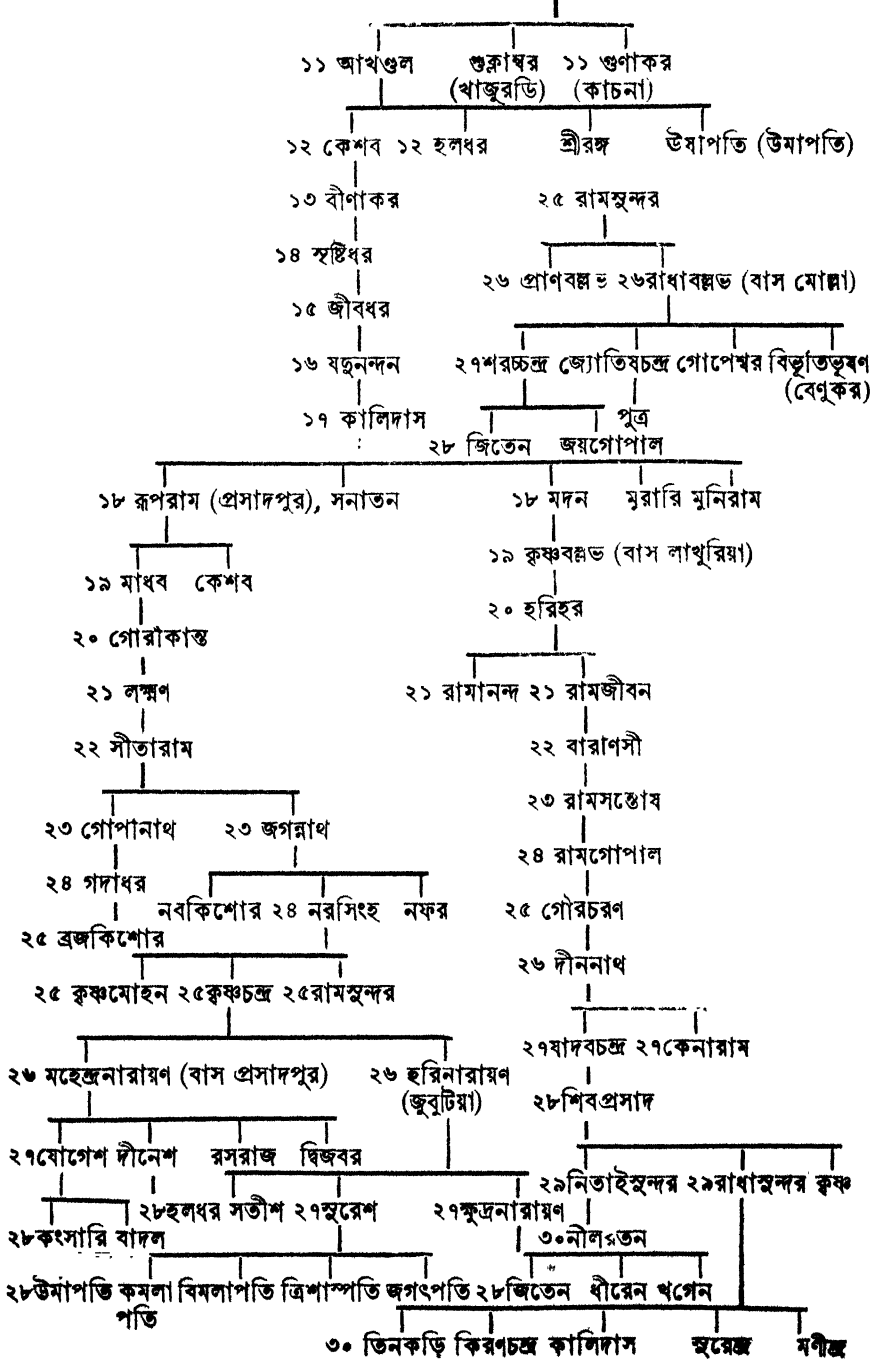 ১১ আখণ্ডল শুক্লাম্বর ১১ গুণাকর
(খাজুরডি) (কাচনা)
১২ কেশব ১২ হলধর শ্রীরঙ্গ ঊষাপতি (উমাপতি)
১৩ বীণাকর ২৫ রামসুন্দর
১৪ সৃষ্টিধর
২৬ প্রাণবল্লভ ২৬রাধাবল্লভ (বাস মোল্লা)
১৫ জীবধর
১৬ যদুনন্দন ২৭শরচ্চন্দ্র জ্যোতিষচন্দ্র গোপেশ্বর বিভূতিভূষণ
(বেণুকর)
১৭ কালিদাস পুত্র
২৮ জিতেন জয়গোপাল
১৮ রূপরাম (প্রসাদপুর), সনাতন ১৮ মদন মুরারি মুনিরাম
১৯ কৃষ্ণবল্লভ (বাস লাখুরিয়া)
১৯ মাধব কেশব
২০ হরিহর
২০ গোরাকান্ত
২১ লক্ষ্মণ ২১ রামানন্দ ২১ রামজীবন
২২ সীতারাম ২২ বারাণসী
২৩ রামসন্তোষ
২৩ গোপীনাথ ২৩ জগন্নাথ
২৪ রামগোপাল
২৪ গদাধর
নবকিশোর ২৪ নরসিংহ নফর ২৫ গৌরচরণ
২৫ ব্রজকিশোর
২৬ দীননাথ
২৫ কৃষ্ণমোহন ২৫কৃষ্ণচন্দ্র ২৫রামসুন্দর
২৭যাদবচন্দ্র ২৭কেনারাম
২৬ মহেন্দ্রনারায়ণ (বাস প্রসাদপুর) ২৬ হরিনারায়ণ
(জুবুটিয়া) ২৮শিবপ্রসাদ
২৭যোগেশ দীনেশ রসরাজ দ্বিজবর
২৯নিতাইসুন্দর ২৯রাধাসুন্দর কৃষ্ণ
২৮হলধর সতীশ ২৭সুরেশ ২৭ক্ষুদ্রনারায়ণ
২৮কংসারি বাদল ৩০নীলরতন
২৮উমাপতি কমলা বিমলাপতি ত্রিশাম্পতি জগৎপতি ২৮জিতেন ধীরেন খগেন
পতি
৩০ তিনকড়ি কিরণচন্দ্র কালিদাস সুরেন্দ্র মণীন্দ্র